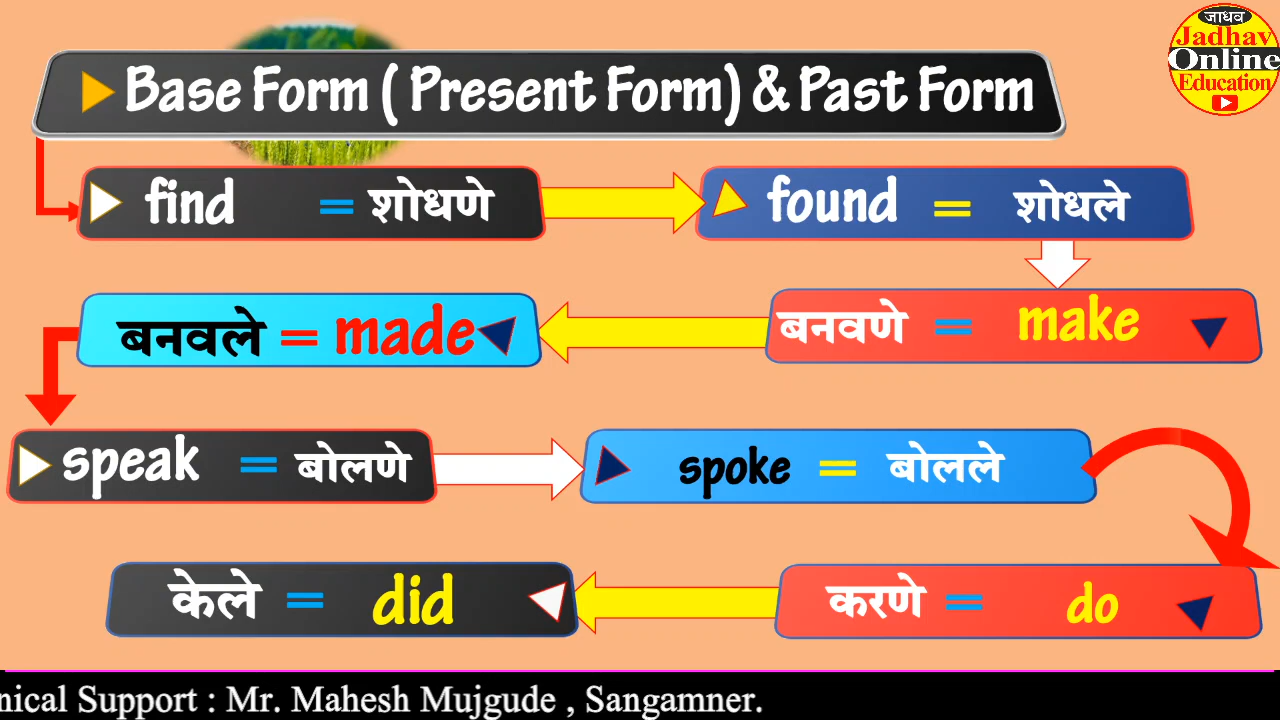 जाधव
Jadhav
Online
Education
Base Form ( Present Form) & Past Form
find = शोधणे
found = शोधले
बनवले = made
बनवणे = make
speak = बोलणे
spoke = बोलले
केले = did
करणे = do
nical Support : Mr. Mahesh Mujgude , Sangamner.